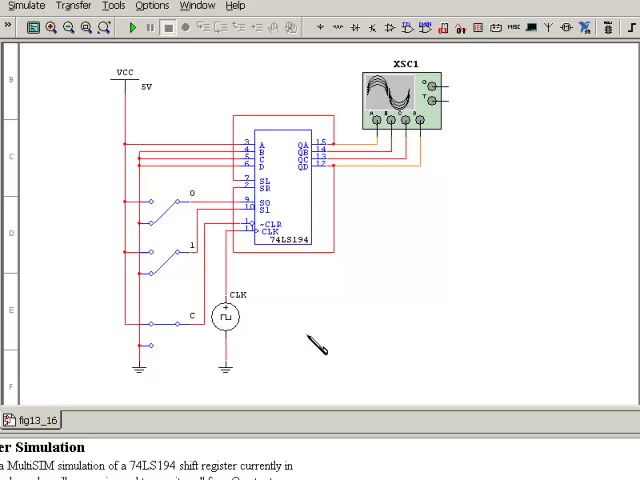 Simulate Transfer Tools Reports Options Window Help
»
MISC
XSC1
VCC
5V
B
C
D
E
F
G
T
A B C D
3 A QA 15
4 B QB 14
5 C QC 13
6 D QD 12
7 SL
2 SR
9 S0
10 S1
1 ~CLR
11 CLK
74LS194
0
1
C
CLK
fig13_16
er Simulation
a MultiSIM simulation of a 74LS194 shift register currently in